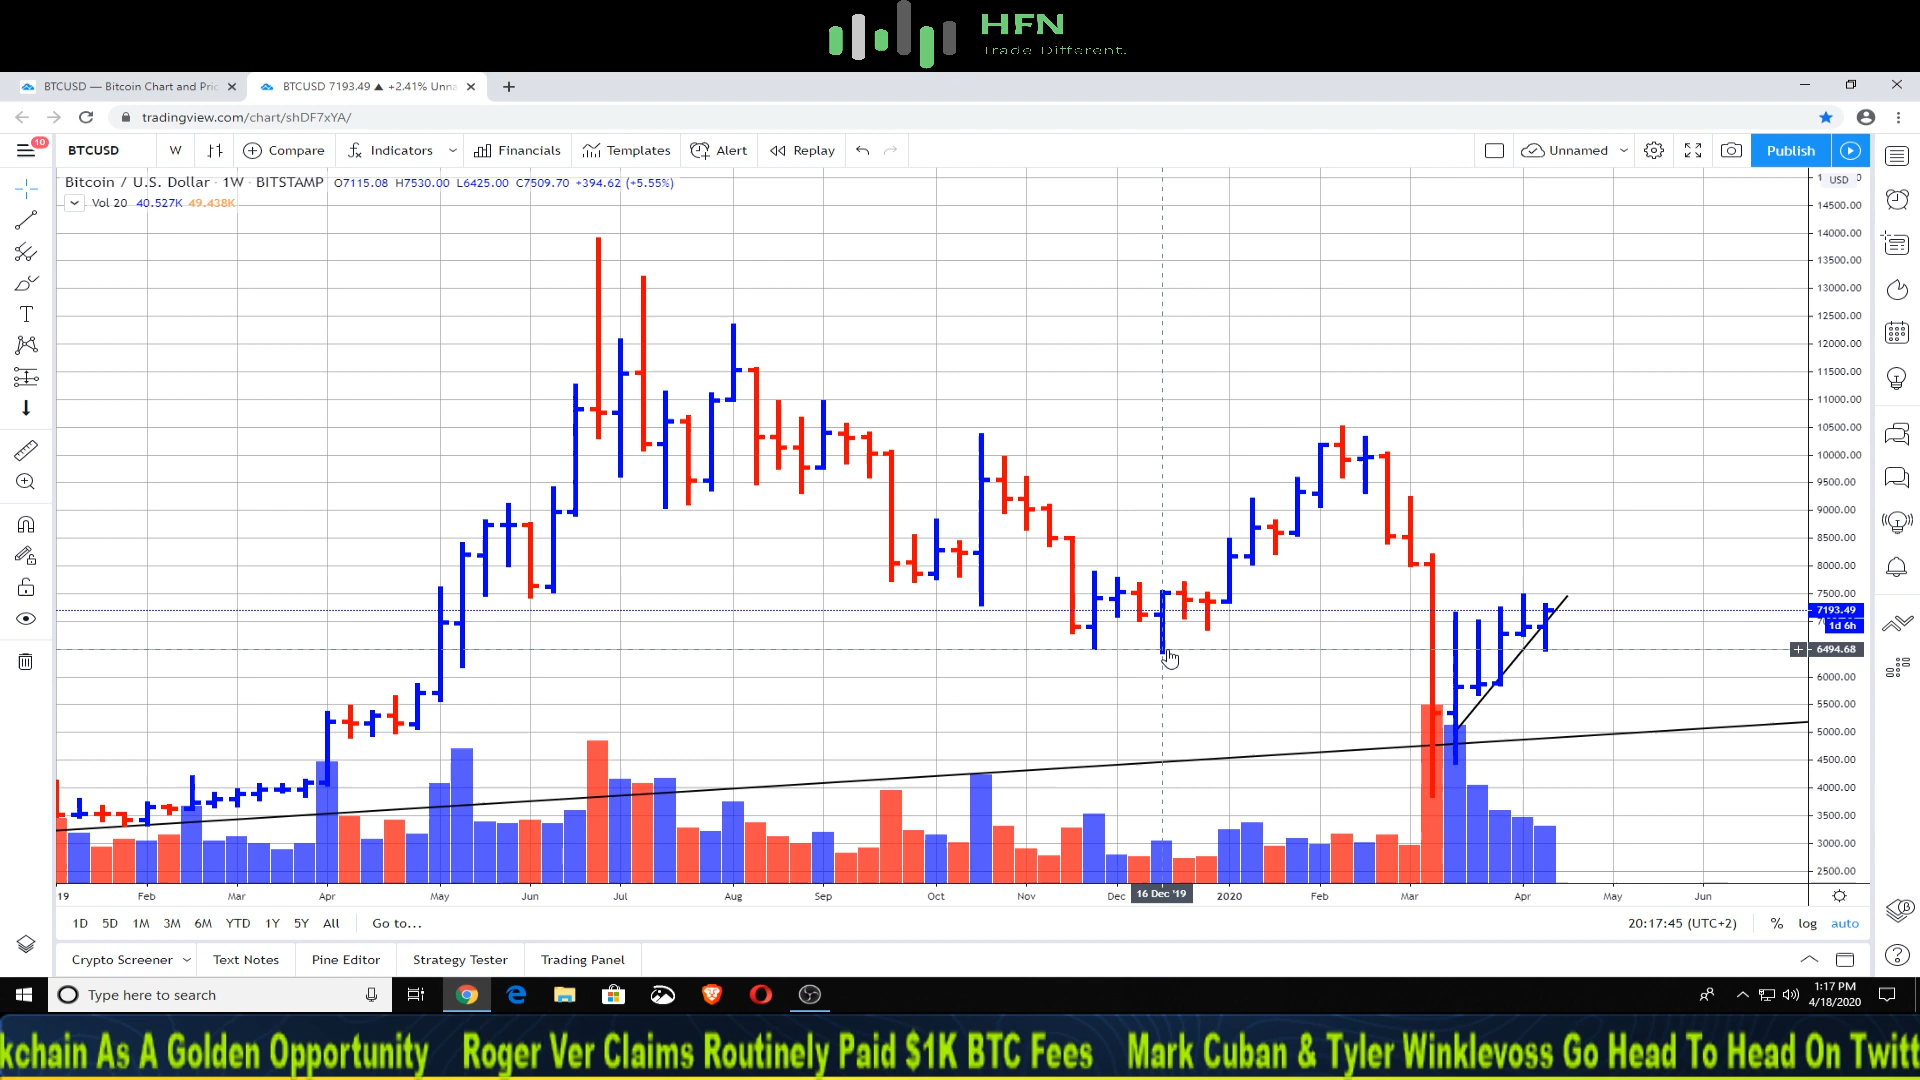 HFN
Trade Different.
BTCUSD — Bitcoin Chart and Pric
BTCUSD 7193.49 ▲ +2.41% Unna
tradingview.com/chart/shDF7xYA/
10
BTCUSD
W
Compare
Indicators
Financials
Templates
Alert
Replay
Unnamed
Publish
Bitcoin / U.S. Dollar · 1W · BITSTAMP O7115.08 H7530.00 L6425.00 C7509.70 +394.62 (+5.55%)
Vol 20 40.527K 49.438K
USD
14500.00
14000.00
13500.00
13000.00
12500.00
12000.00
11500.00
11000.00
10500.00
10000.00
9500.00
9000.00
8500.00
8000.00
7500.00
7193.49
1d 6h
6494.68
6000.00
5500.00
5000.00
4500.00
4000.00
3500.00
3000.00
2500.00
19 Feb Mar Apr May Jun Jul Aug Sep Oct Nov Dec 16 Dec '19 2020 Feb Mar Apr May Jun
1D 5D 1M 3M 6M YTD 1Y 5Y All Go to...
20:17:45 (UTC+2) % log auto
Crypto Screener Text Notes Pine Editor Strategy Tester Trading Panel
Type here to search
1:17 PM
4/18/2020
kchain As A Golden Opportunity Roger Ver Claims Routinely Paid $1K BTC Fees Mark Cuban & Tyler Winklevoss Go Head To Head On Twitt